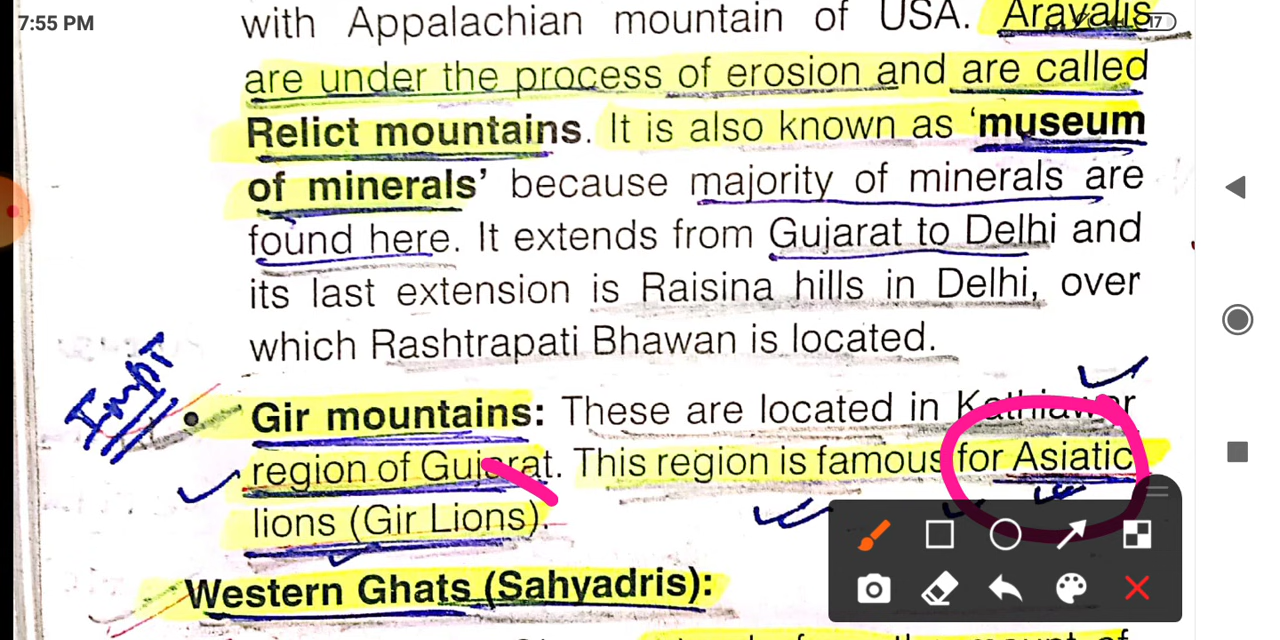 7:55 PM
17
with Appalachian mountain of USA. Aravalis
are under the process of erosion and are called
Relict mountains. It is also known as ‘museum
of minerals’ because majority of minerals are
found here. It extends from Gujarat to Delhi and
its last extension is Raisina hills in Delhi, over
which Rashtrapati Bhawan is located.
IMPT
• Gir mountains: These are located in Kathiawar
region of Gujarat. This region is famous for Asiatic
lions (Gir Lions).
Western Ghats (Sahyadris):